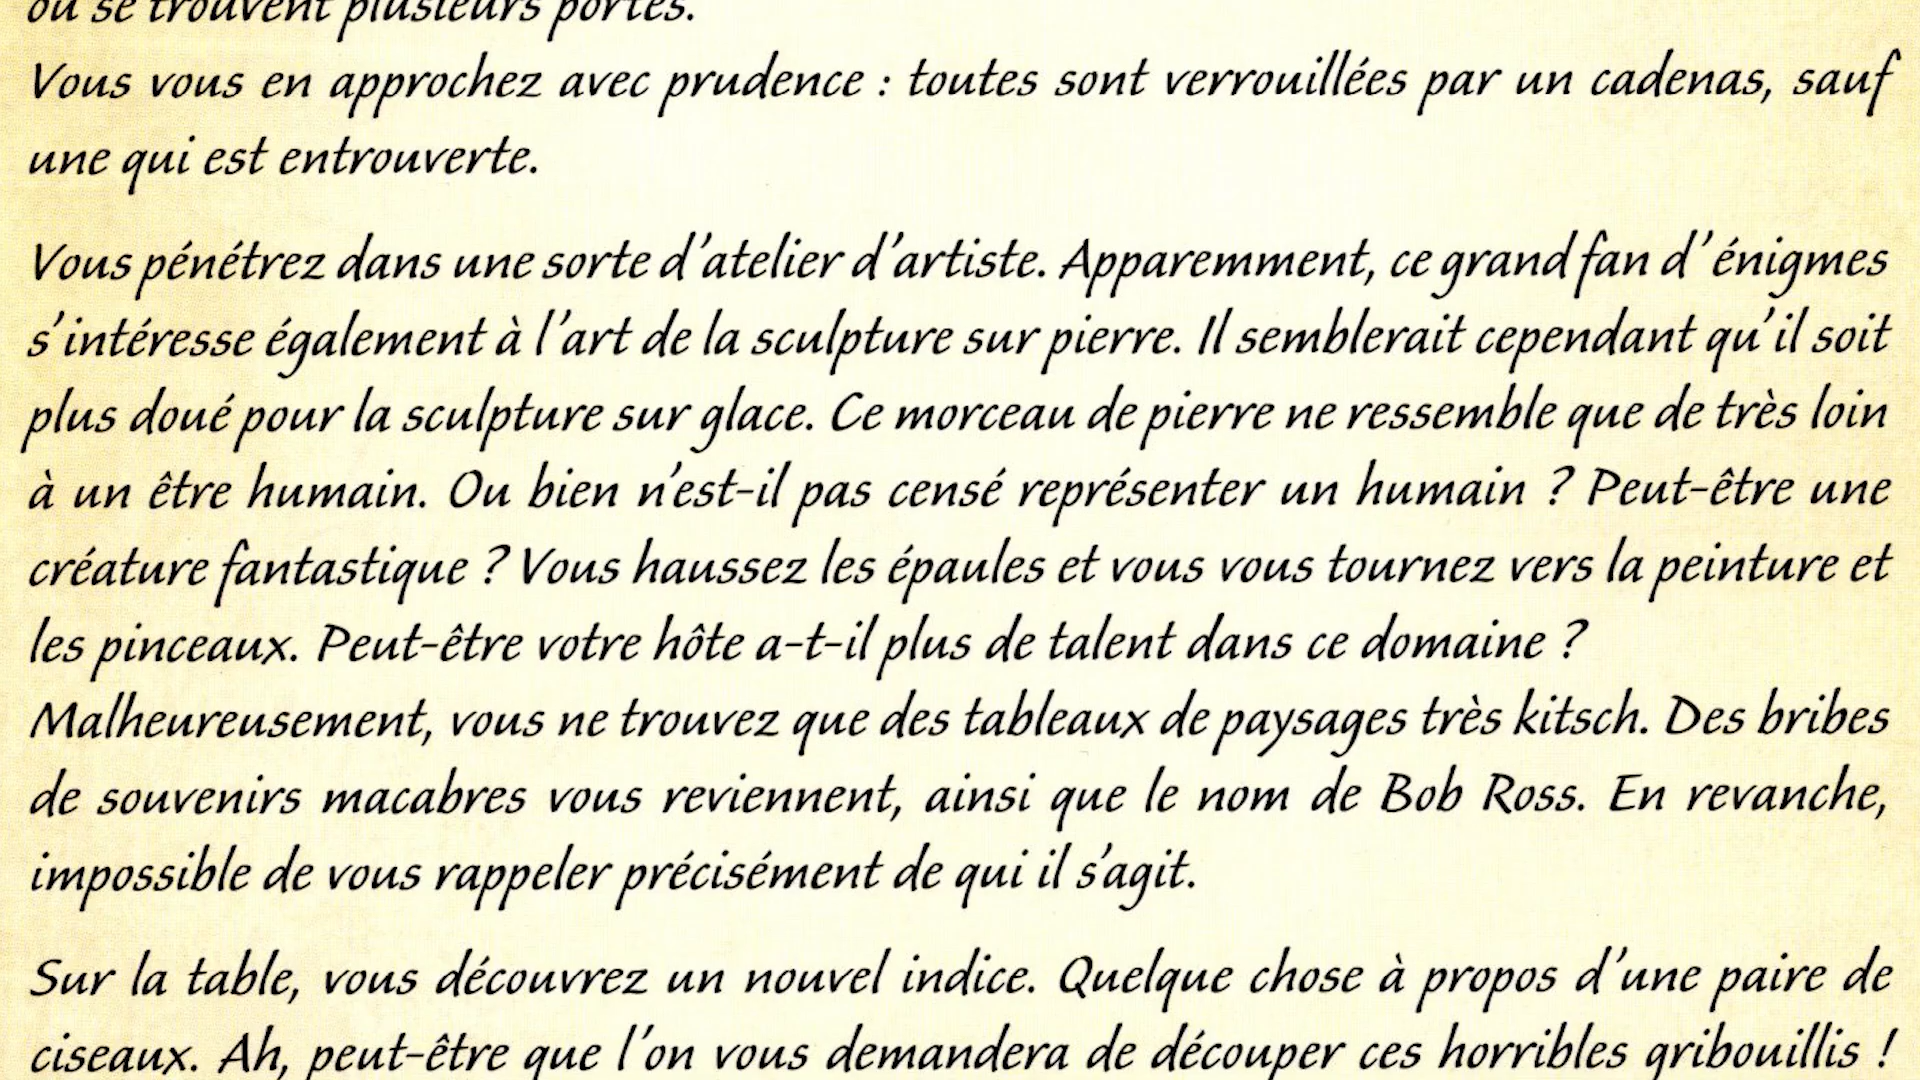 où se trouvent plusieurs portes.
Vous vous en approchez avec prudence : toutes sont verrouillées par un cadenas, sauf
une qui est entrouverte.
Vous pénétrez dans une sorte d'atelier d'artiste. Apparemment, ce grand fan d' énigmes
s'intéresse également à l'art de la sculpture sur pierre. Il semblerait cependant qu'il soit
plus doué pour la sculpture sur glace. Ce morceau de pierre ne ressemble que de très loin
à un être humain. Ou bien n'est-il pas censé représenter un humain ? Peut-être une
créature fantastique ? Vous haussez les épaules et vous vous tournez vers la peinture et
les pinceaux. Peut-être votre hôte a-t-il plus de talent dans ce domaine ?
Malheureusement, vous ne trouvez que des tableaux de paysages très kitsch. Des bribes
de souvenirs macabres vous reviennent, ainsi que le nom de Bob Ross. En revanche,
impossible de vous rappeler précisément de qui il s'agit.
Sur la table, vous découvrez un nouvel indice. Quelque chose à propos d'une paire de
ciseaux. Ah, peut-être que l'on vous demandera de découper ces horribles gribouillis !